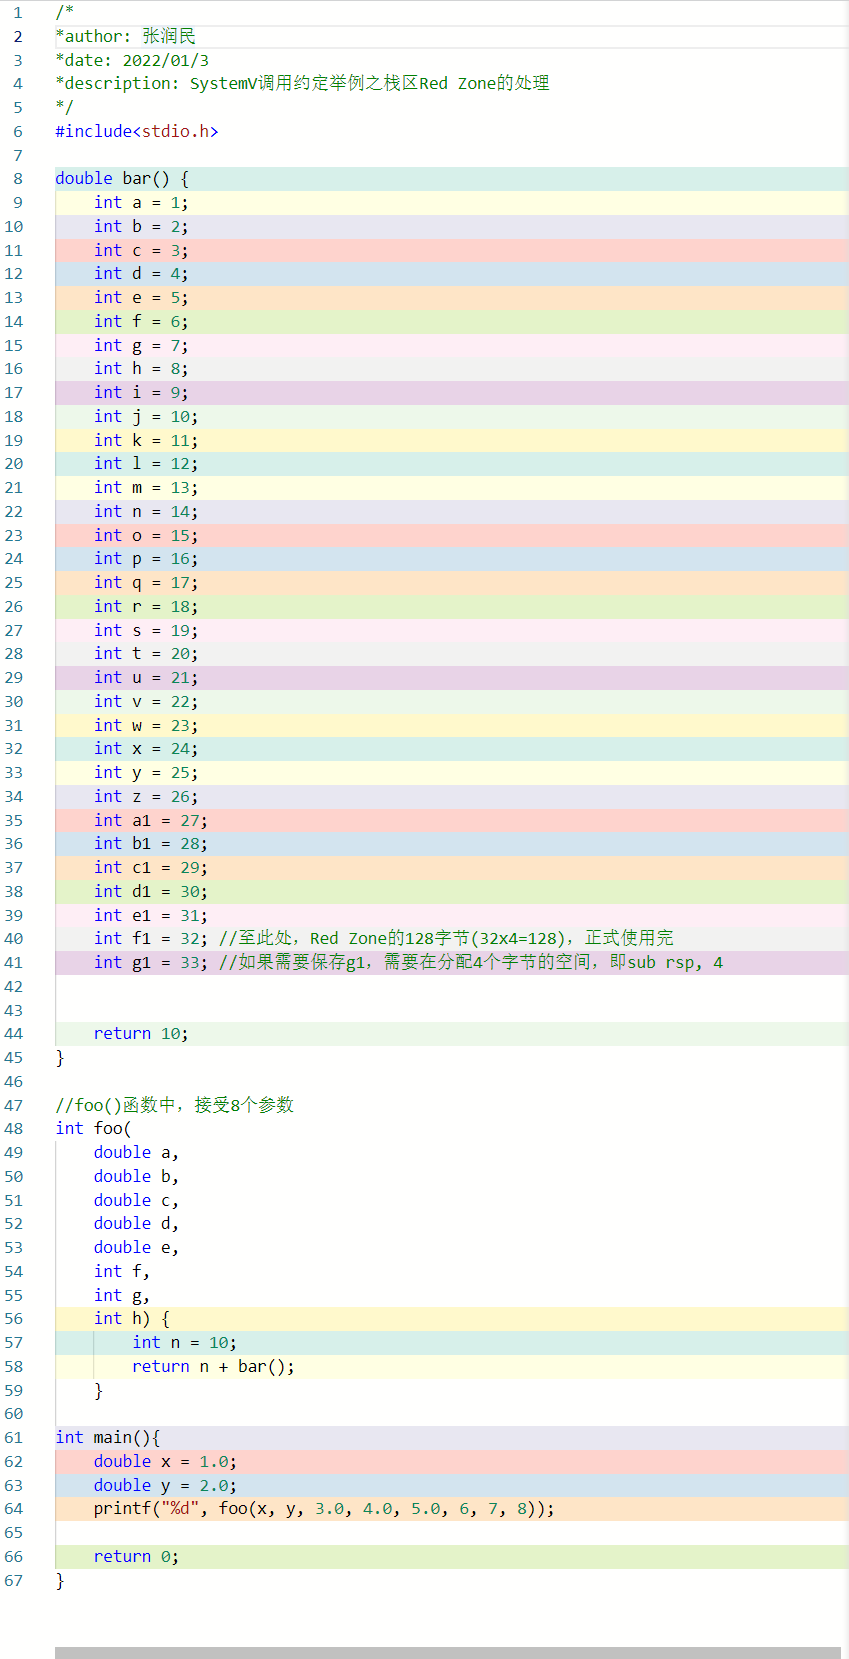 1 /*
2 *author: 张润民
3 *date: 2022/01/3
4 *description: SystemV调用约定举例之栈区Red Zone的处理
5 */
6 #include<stdio.h>
7
8 double bar() {
9 int a = 1;
10 int b = 2;
11 int c = 3;
12 int d = 4;
13 int e = 5;
14 int f = 6;
15 int g = 7;
16 int h = 8;
17 int i = 9;
18 int j = 10;
19 int k = 11;
20 int l = 12;
21 int m = 13;
22 int n = 14;
23 int o = 15;
24 int p = 16;
25 int q = 17;
26 int r = 18;
27 int s = 19;
28 int t = 20;
29 int u = 21;
30 int v = 22;
31 int w = 23;
32 int x = 24;
33 int y = 25;
34 int z = 26;
35 int a1 = 27;
36 int b1 = 28;
37 int c1 = 29;
38 int d1 = 30;
39 int e1 = 31;
40 int f1 = 32; //至此处，Red Zone的128字节(32x4=128)，正式使用完
41 int g1 = 33; //如果需要保存g1，需要在分配4个字节的空间，即sub rsp, 4
42
43
44 return 10;
45 }
46
47 //foo()函数中，接受8个参数
48 int foo(
49 double a,
50 double b,
51 double c,
52 double d,
53 double e,
54 int f,
55 int g,
56 int h) {
57 int n = 10;
58 return n + bar();
59 }
60
61 int main(){
62 double x = 1.0;
63 double y = 2.0;
64 printf("%d", foo(x, y, 3.0, 4.0, 5.0, 6, 7, 8));
65
66 return 0;
67 }